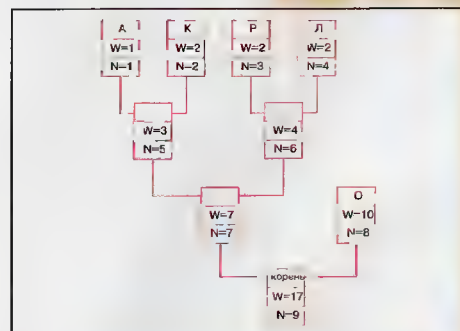 А К Р Л
W=1 W=2 W=2 W=2
N=1 N=2 N=3 N=4
W=3 W=4
N=5 N=6
О
W=7 W=10
N=7 N=8
корень
W=17
N=9